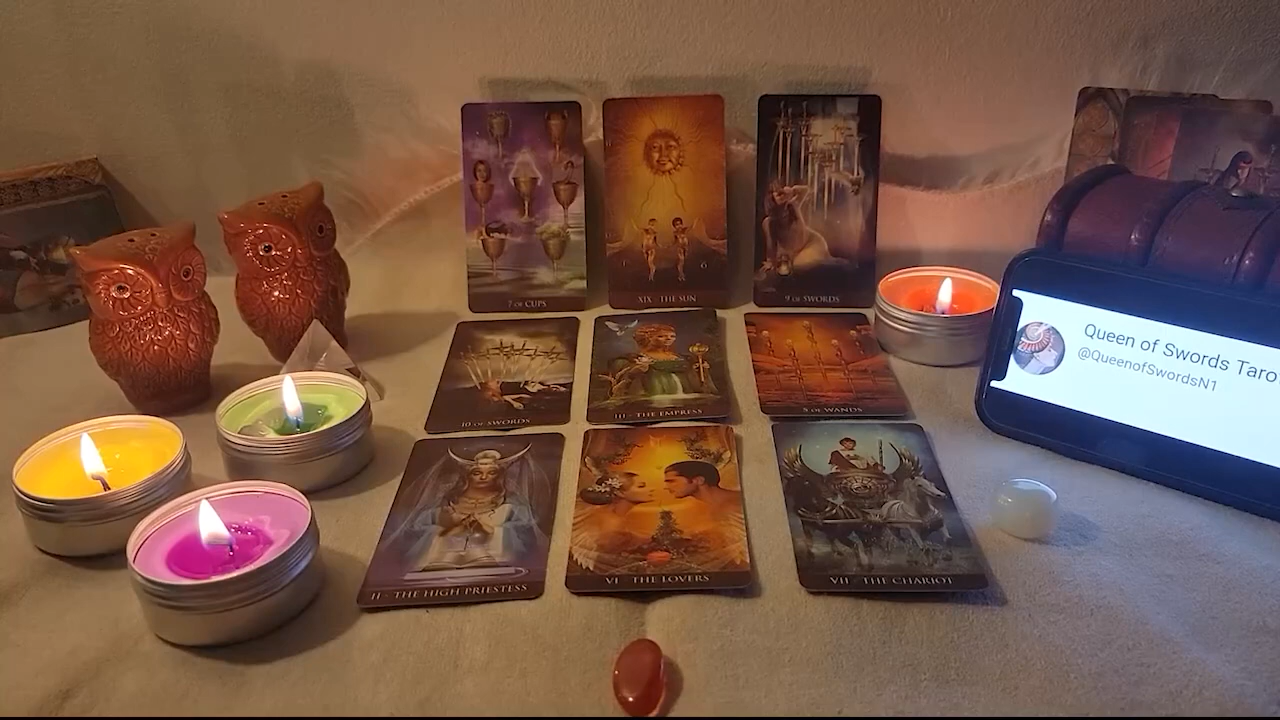 7 OF CUPS
XIX - THE SUN
9 OF SWORDS
10 OF SWORDS
III - THE EMPRESS
8 OF WANDS
II - THE HIGH PRIESTESS
VI THE LOVERS
VII THE CHARIOT
Queen of Swords Taro
@QueenofSwordsN1